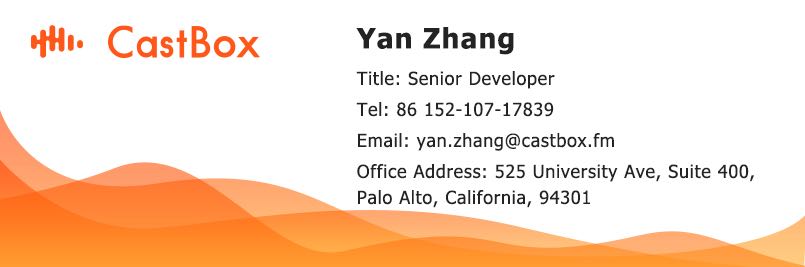 CastBox
Yan Zhang
Title: Senior Developer
Tel: 86 152-107-17839
Email: yan.zhang@castbox.fm
Office Address: 525 University Ave, Suite 400,
Palo Alto, California, 94301